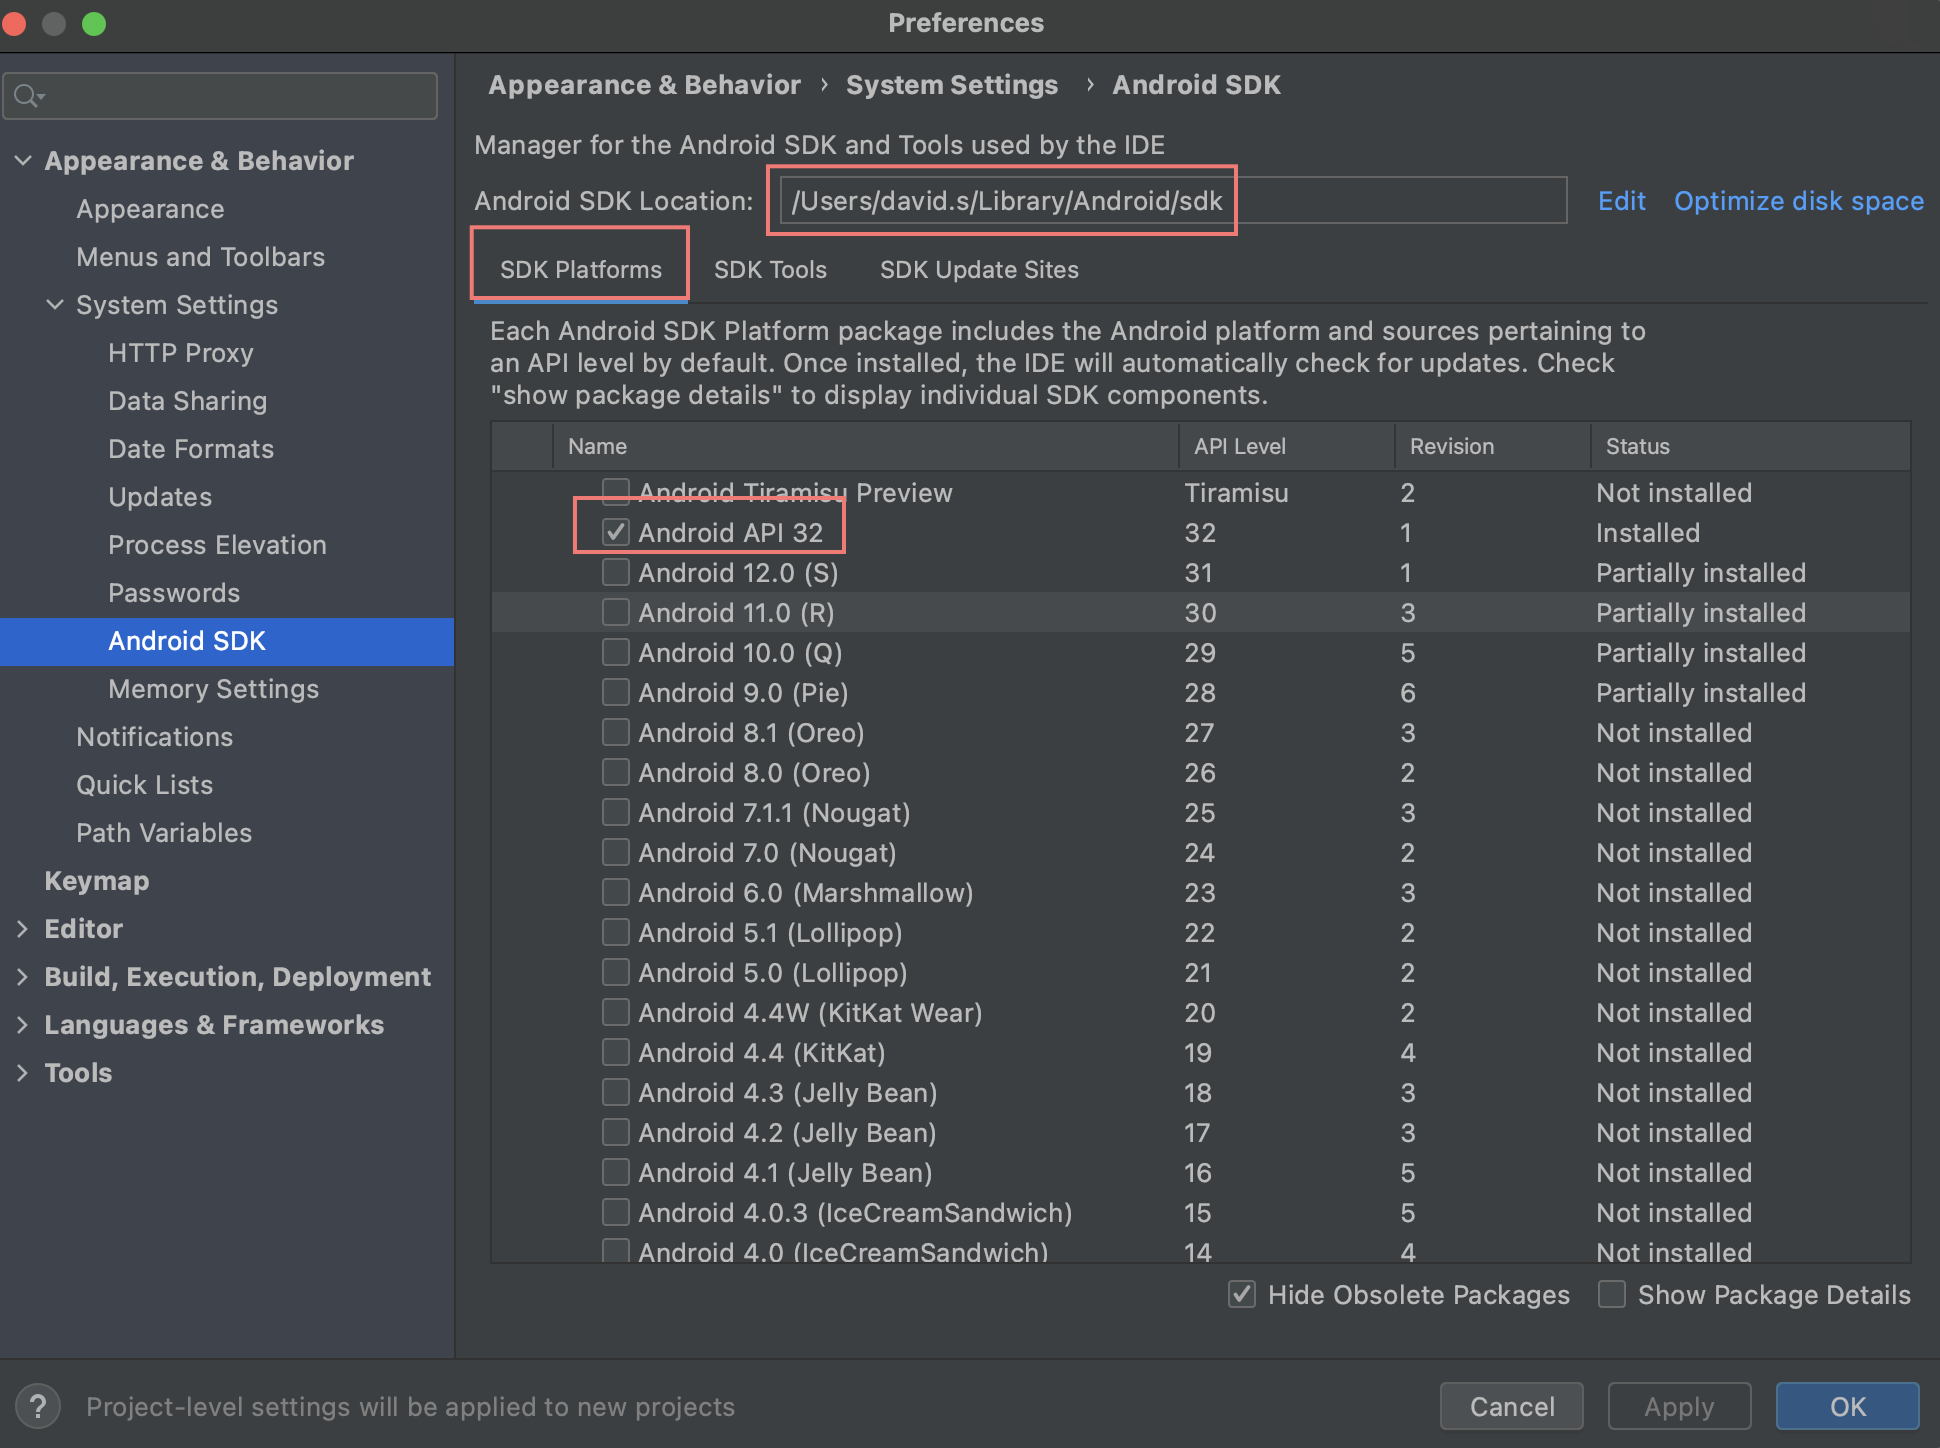 Preferences
Appearance & Behavior
Appearance
Menus and Toolbars
System Settings
HTTP Proxy
Data Sharing
Date Formats
Updates
Process Elevation
Passwords
Android SDK
Memory Settings
Notifications
Quick Lists
Path Variables
Keymap
Editor
Build, Execution, Deployment
Languages & Frameworks
Tools
Appearance & Behavior › System Settings › Android SDK
Manager for the Android SDK and Tools used by the IDE
Android SDK Location: /Users/david.s/Library/Android/sdk Edit Optimize disk space
SDK Platforms SDK Tools SDK Update Sites
Each Android SDK Platform package includes the Android platform and sources pertaining to
an API level by default. Once installed, the IDE will automatically check for updates. Check
"show package details" to display individual SDK components.
Name API Level Revision Status
Android Tiramisu Preview Tiramisu 2 Not installed
Android API 32 32 1 Installed
Android 12.0 (S) 31 1 Partially installed
Android 11.0 (R) 30 3 Partially installed
Android 10.0 (Q) 29 5 Partially installed
Android 9.0 (Pie) 28 6 Partially installed
Android 8.1 (Oreo) 27 3 Not installed
Android 8.0 (Oreo) 26 2 Not installed
Android 7.1.1 (Nougat) 25 3 Not installed
Android 7.0 (Nougat) 24 2 Not installed
Android 6.0 (Marshmallow) 23 3 Not installed
Android 5.1 (Lollipop) 22 2 Not installed
Android 5.0 (Lollipop) 21 2 Not installed
Android 4.4W (KitKat Wear) 20 2 Not installed
Android 4.4 (KitKat) 19 4 Not installed
Android 4.3 (Jelly Bean) 18 3 Not installed
Android 4.2 (Jelly Bean) 17 3 Not installed
Android 4.1 (Jelly Bean) 16 5 Not installed
Android 4.0.3 (IceCreamSandwich) 15 5 Not installed
Android 4.0 (IceCreamSandwich) 14 4 Not installed
Hide Obsolete Packages Show Package Details
? Project-level settings will be applied to new projects Cancel Apply OK